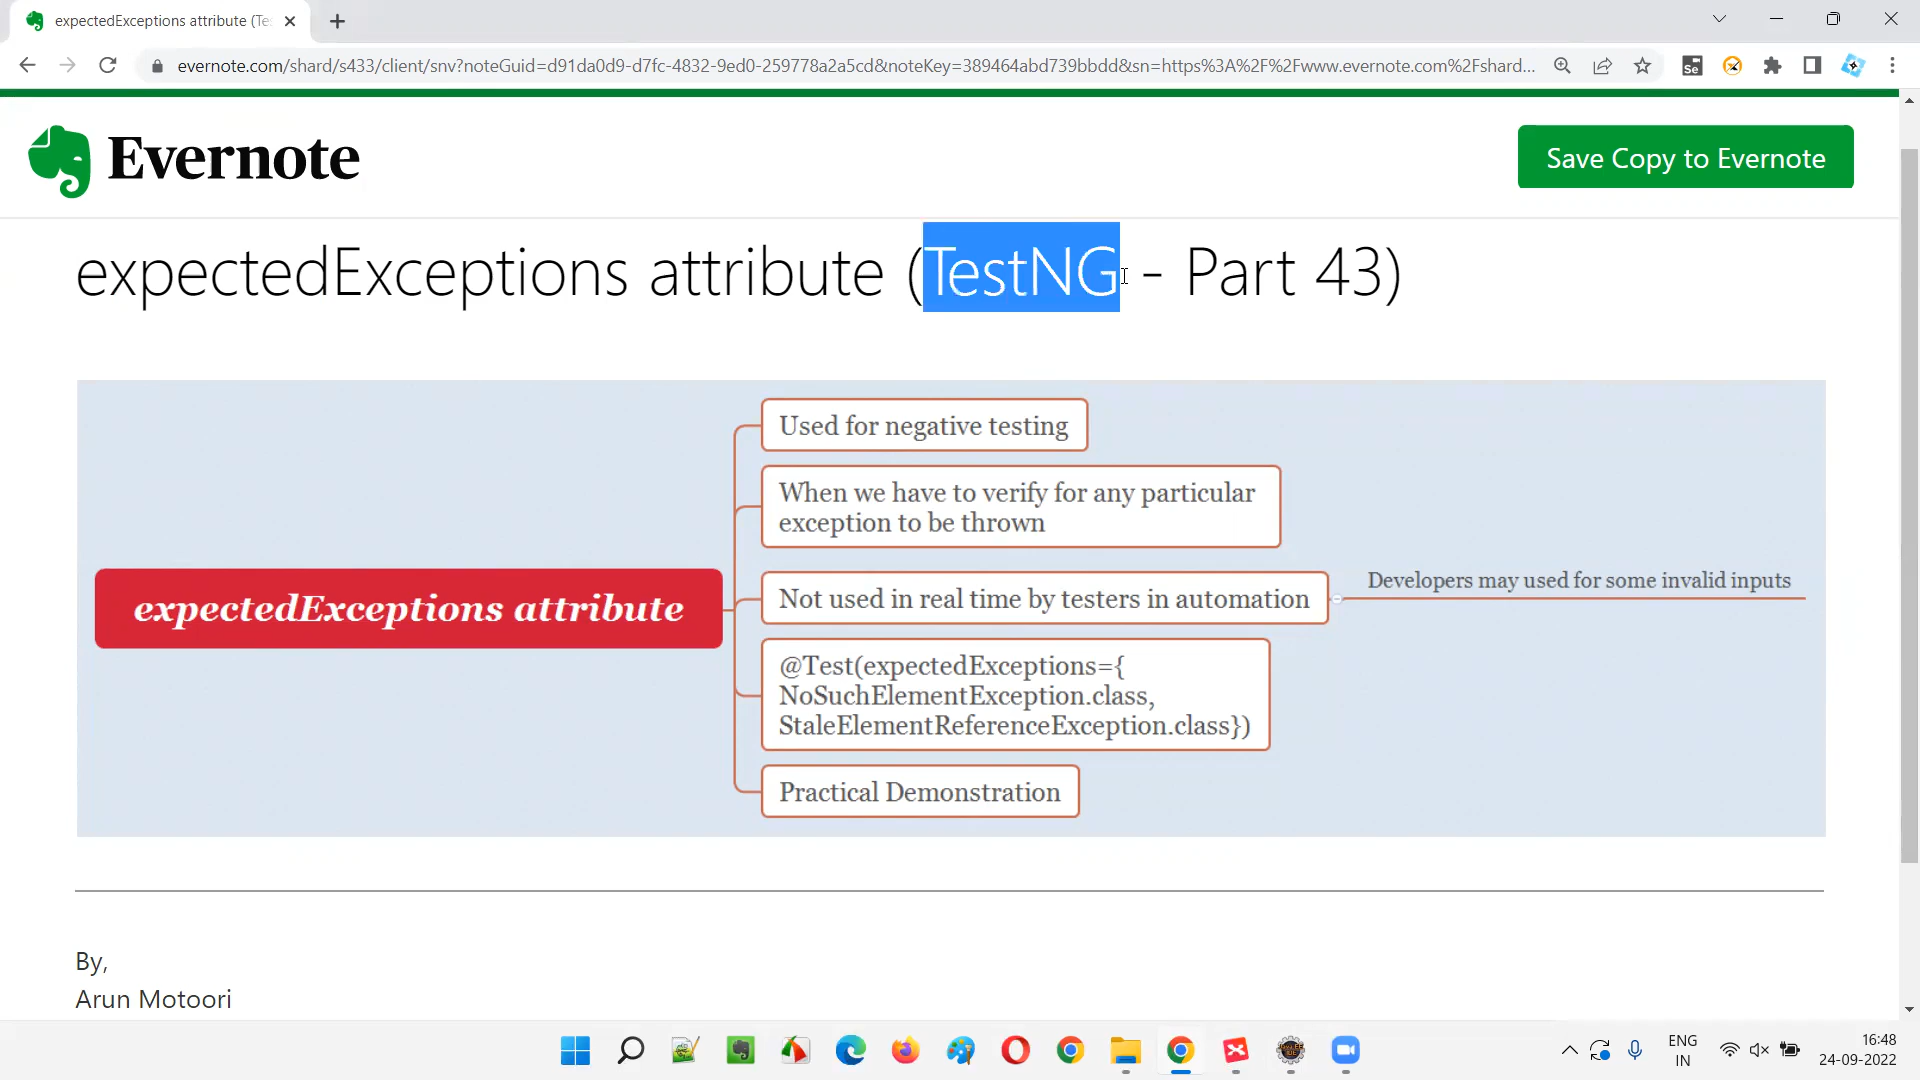 expectedExceptions attribute (Te
evernote.com/shard/s433/client/snv?noteGuid=d91da0d9-d7fc-4832-9ed0-259778a2a5cd&noteKey=389464abd739bbdd&sn=https%3A%2F%2Fwww.evernote.com%2Fshard...
Se
Evernote
Save Copy to Evernote
expectedExceptions attribute (TestNG - Part 43)
Used for negative testing
When we have to verify for any particular
exception to be thrown
Developers may used for some invalid inputs
Not used in real time by testers in automation
expectedExceptions attribute
@Test(expectedExceptions={
NoSuchElementException.class,
StaleElementReferenceException.class})
Practical Demonstration
By,
Arun Motoori
ENG
IN
16:48
24-09-2022